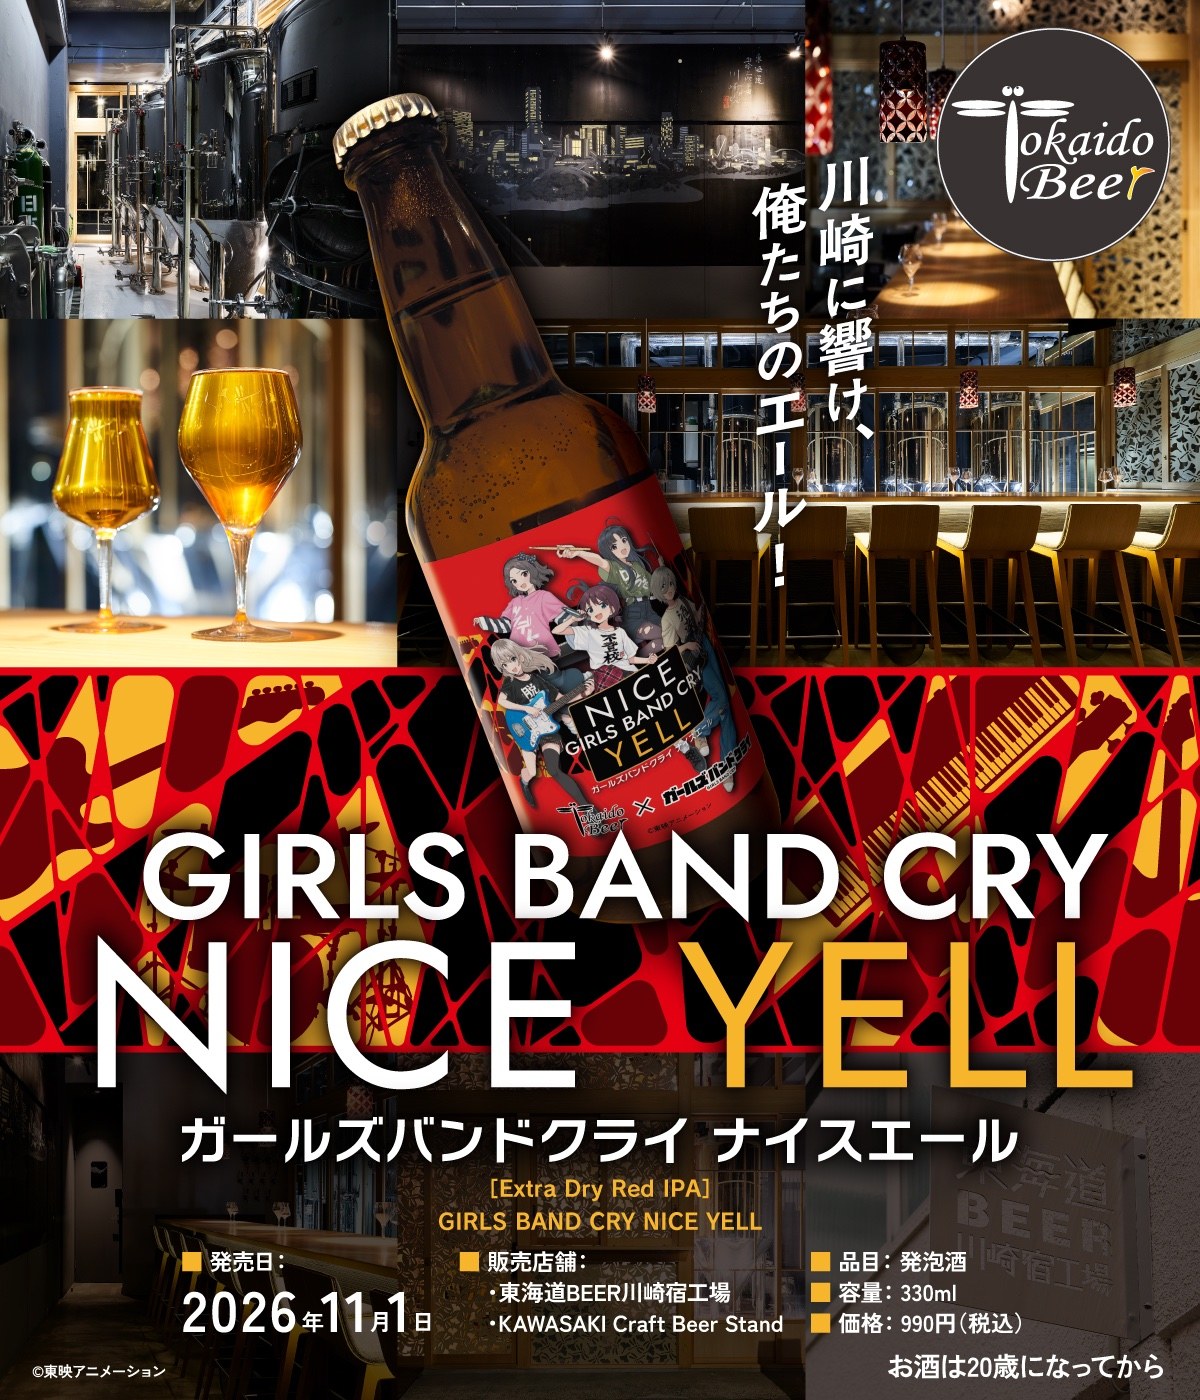 Tokaido
Beer
川崎に響け、
俺たちのエール！
不登校
NICE
GIRLS BAND CRY
YELL
ガールズバンドクライ
Tokaido
Beer
×
ガールズバンドクライ
©東映アニメーション
GIRLS BAND CRY
NICE YELL
ガールズバンドクライ ナイスエール
[Extra Dry Red IPA]
GIRLS BAND CRY NICE YELL
発売日：
2026年11月1日
販売店舗：
・東海道BEER川崎宿工場
・KAWASAKI Craft Beer Stand
品目： 発泡酒
容量： 330ml
価格： 990円（税込）
東海道
BEER
川崎宿工場
©東映アニメーション
お酒は20歳になってから